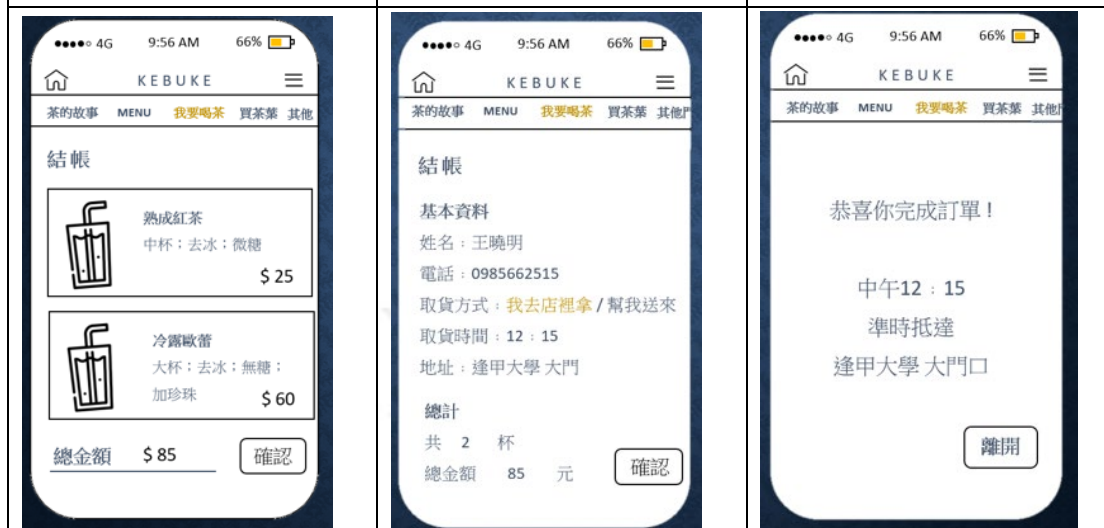 4G 9:56 AM 66%
KEBUKE
茶的故事 MENU 我要喝茶 買茶葉 其他
結帳
熟成紅茶
中杯；去冰；微糖
$ 25
冷露歐蕾
大杯；去冰；無糖；
加珍珠
$ 60
總金額 $ 85 確認
4G 9:56 AM 66%
KEBUKE
茶的故事 MENU 我要喝茶 買茶葉 其他
結帳
基本資料
姓名：王曉明
電話：0985662515
取貨方式：我去店裡拿 / 幫我送來
取貨時間：12：15
地址：逢甲大學 大門
總計
共 2 杯
總金額 85 元
確認
4G 9:56 AM 66%
KEBUKE
茶的故事 MENU 我要喝茶 買茶葉 其他
恭喜你完成訂單！
中午12：15
準時抵達
逢甲大學 大門口
離開